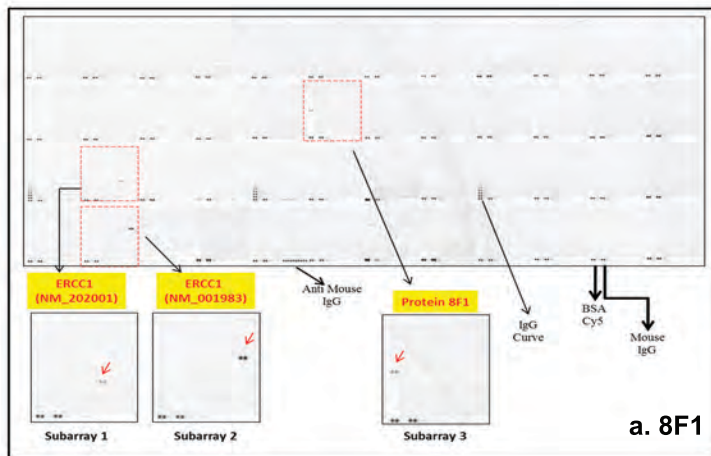 ERCC1
(NM_202001)
ERCC1
(NM_001983)
Anti Mouse
IgG
Protein 8F1
IgG
Curve
BSA
Cy5
Mouse
IgG
Subarray 1
Subarray 2
Subarray 3
a. 8F1